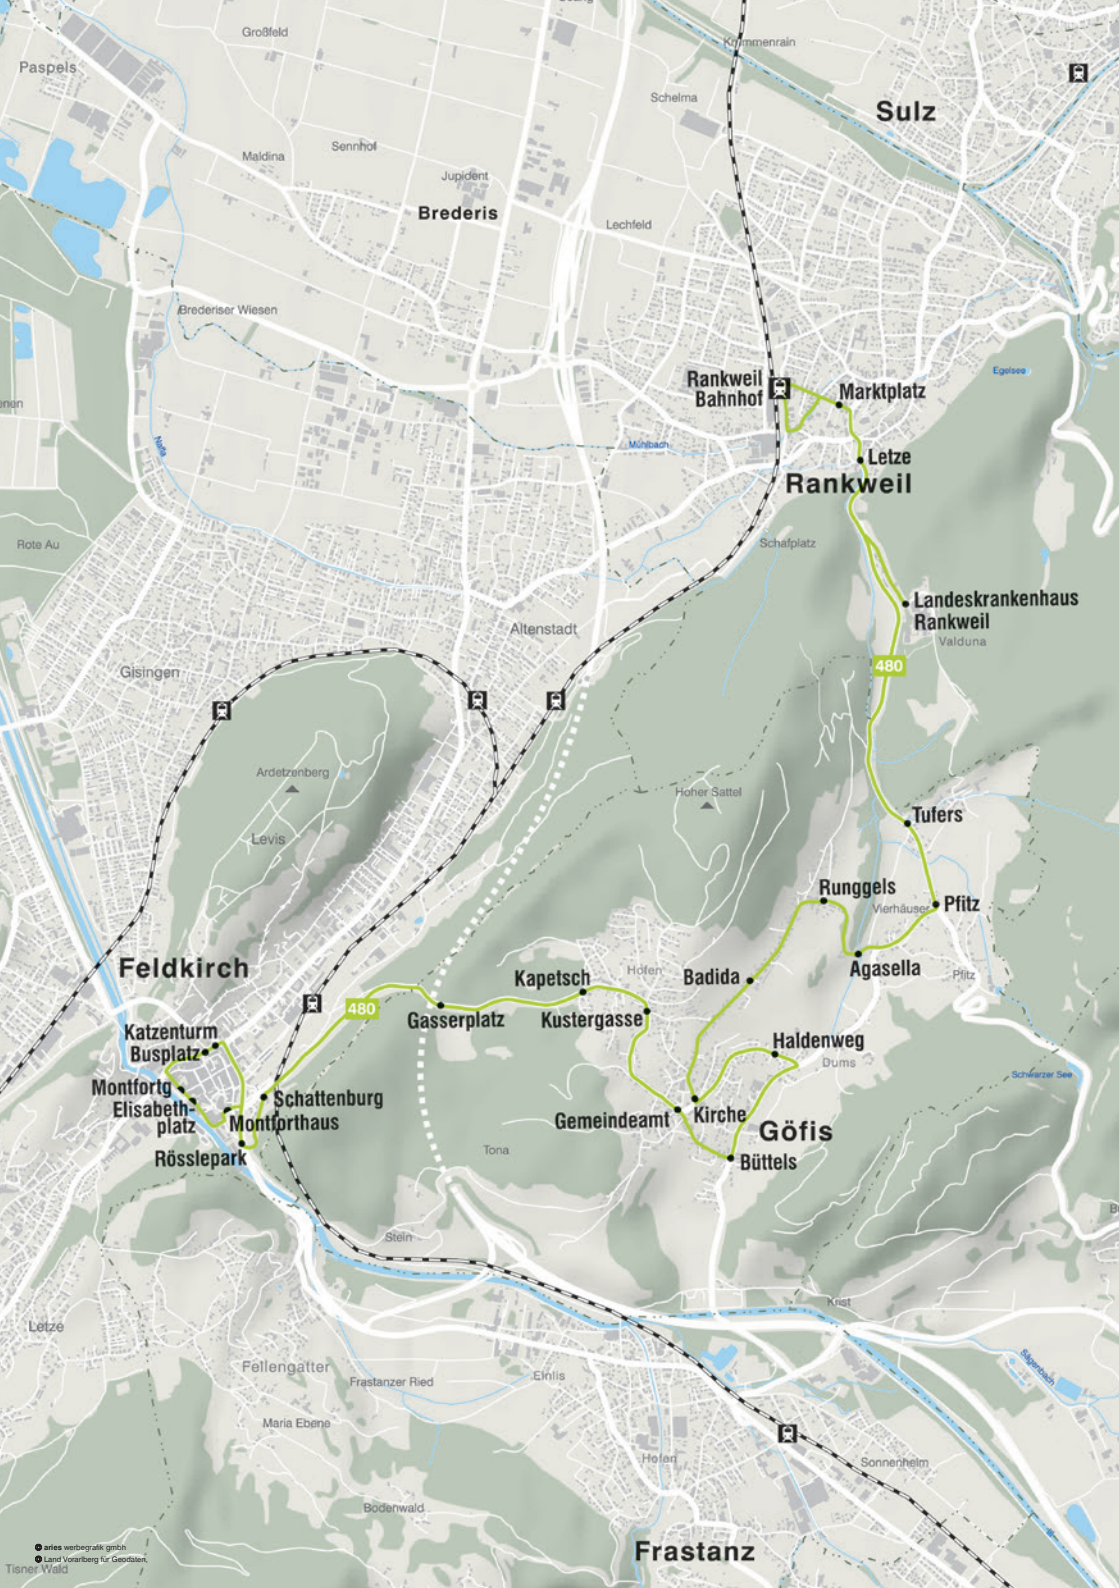 Großfeld
Paspels
Krummenrain
Schelma
Sulz
Sennhof
Maldina
Jupident
Brederis
Lechfeld
Brederiser Wiesen
Egelsee
Rankweil
Bahnhof
Marktplatz
Nafla
Mühlbach
Letze
Rankweil
Rote Au
Schafplatz
Landeskrankenhaus
Rankweil
Valduna
Altenstadt
Gisingen
480
Ardetzenberg
Hoher Sattel
Levis
Tufers
Runggels
Vierhäuser
Pfitz
Agasella
Feldkirch
Kapetsch
Hofen
Badida
Pfitz
480
Gasserplatz
Kustergasse
Katzenturm
Busplatz
Haldenweg
Dums
Schwarzer See
Montfortg
Elisabeth-
platz
Schattenburg
Montforthaus
Gemeindeamt
Kirche
Göfis
Rösslepark
Tona
Büttels
Stein
Krist
Letze
Fellengatter
Frastanzer Ried
Einlis
Sägenbach
Maria Ebene
Hofen
Sonnenheim
Bodenwald
Frastanz
aries werbegrafik gmbh
Land Vorarlberg für Geodaten,
Tisner Wald